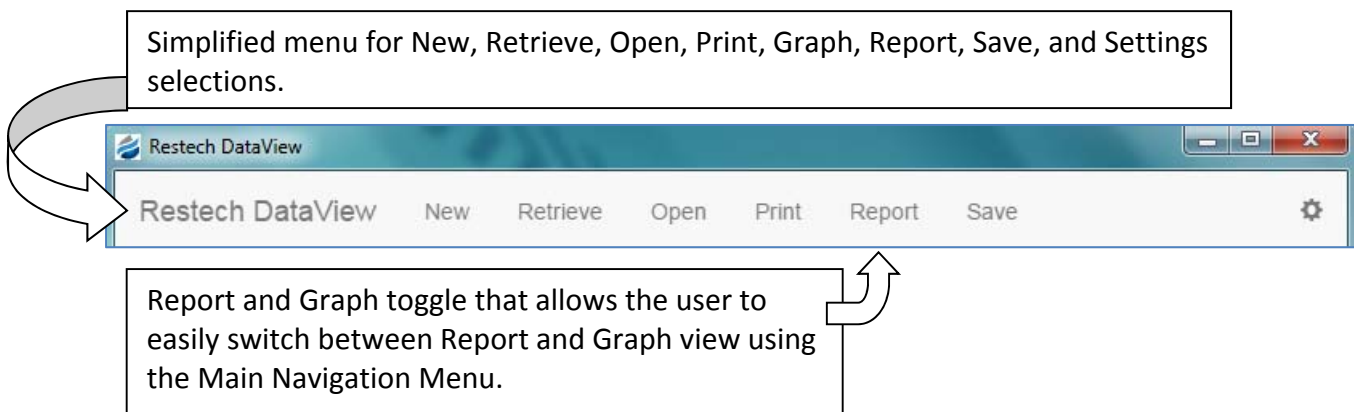 Simplified menu for New, Retrieve, Open, Print, Graph, Report, Save, and Settings
selections.
Restech DataView
Restech DataView New Retrieve Open Print Report Save
Report and Graph toggle that allows the user to
easily switch between Report and Graph view using
the Main Navigation Menu.